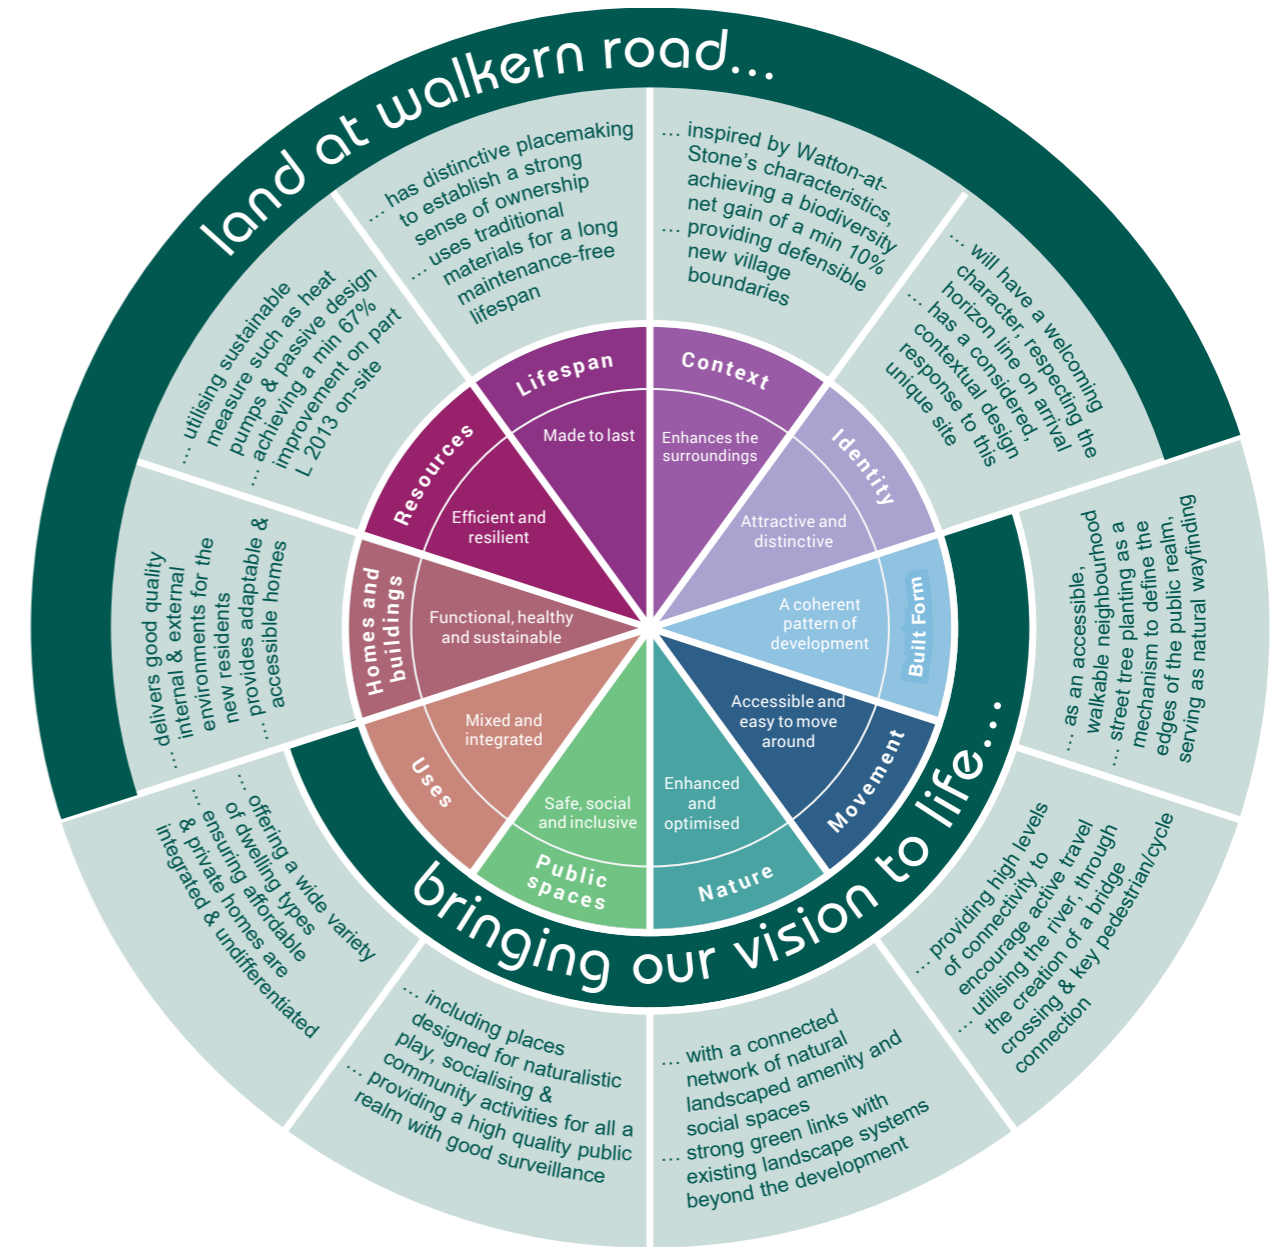 land at walkern road...
... inspired by Watton-at-
Stone's characteristics,
achieving a biodiversity
net gain of a min 10%
... providing defensible
new village
boundaries
... will have a welcoming
character, respecting the
horizon line on arrival
... has a considered,
contextual design
response to this
unique site
... as an accessible,
walkable neighbourhood
... street tree planting as a
mechanism to define the
edges of the public realm,
serving as natural wayfinding
... providing high levels
of connectivity to
encourage active travel
... utilising the river, through
the creation of a bridge
crossing & key pedestrian/cycle
connection
... with a connected
network of natural
landscaped amenity and
social spaces
... strong green links with
existing landscape systems
beyond the development
... including places
designed for naturalistic
play, socialising &
community activities for all a
... providing a high quality public
realm with good surveillance
... offering a wide variety
of dwelling types
... ensuring affordable
& private homes are
integrated & undifferentiated
... delivers good quality
internal & external
environments for the
new residents
... provides adaptable &
accessible homes
... utilising sustainable
measure such as heat
pumps & passive design
... achieving a min 67%
improvement on part
L 2013 on-site
... has distinctive placemaking
to establish a strong
sense of ownership
... uses traditional
materials for a long
maintenance-free
lifespan
Context
Enhances the
surroundings
Identity
Attractive and
distinctive
Built Form
A coherent
pattern of
development
Movement
Accessible and
easy to move
around
Nature
Enhanced
and
optimised
Public
spaces
Safe, social
and inclusive
Uses
Mixed and
integrated
Homes and
buildings
Functional, healthy
and sustainable
Resources
Efficient and
resilient
Lifespan
Made to last
bringing our vision to life...